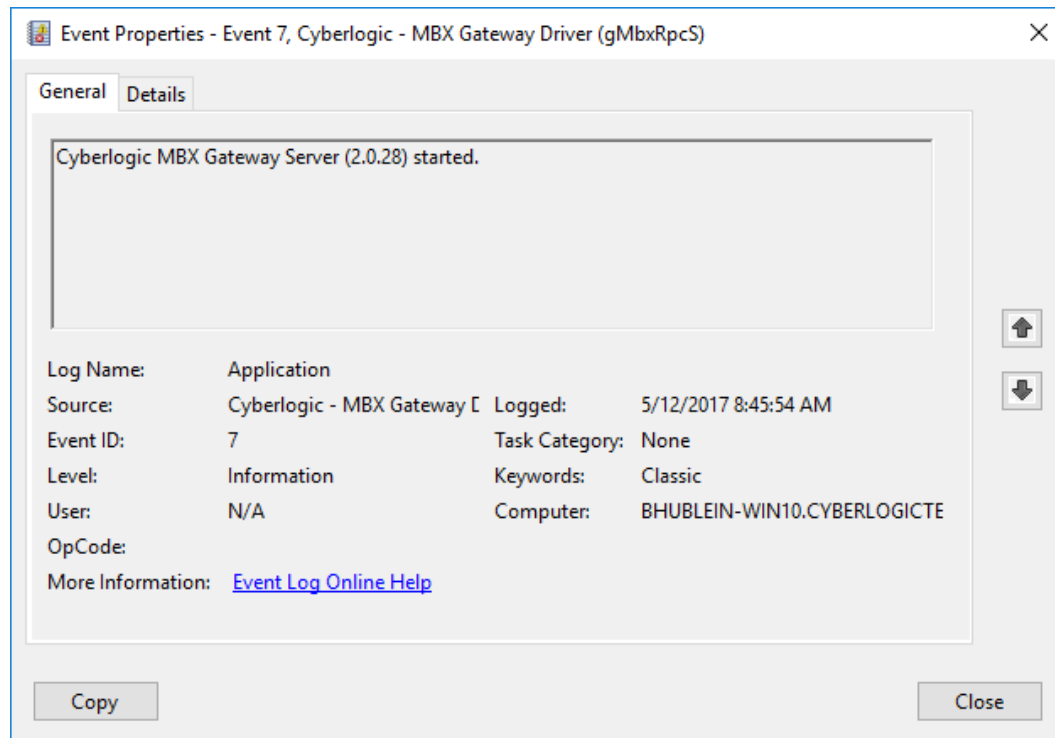 Event Properties - Event 7, Cyberlogic - MBX Gateway Driver (gMbxRpcS)
General Details
Cyberlogic MBX Gateway Server (2.0.28) started.
Log Name: Application
Source: Cyberlogic - MBX Gateway D Logged: 5/12/2017 8:45:54 AM
Event ID: 7 Task Category: None
Level: Information Keywords: Classic
User: N/A Computer: BHUBLEIN-WIN10.CYBERLOGICTE
OpCode:
More Information: Event Log Online Help
Copy Close